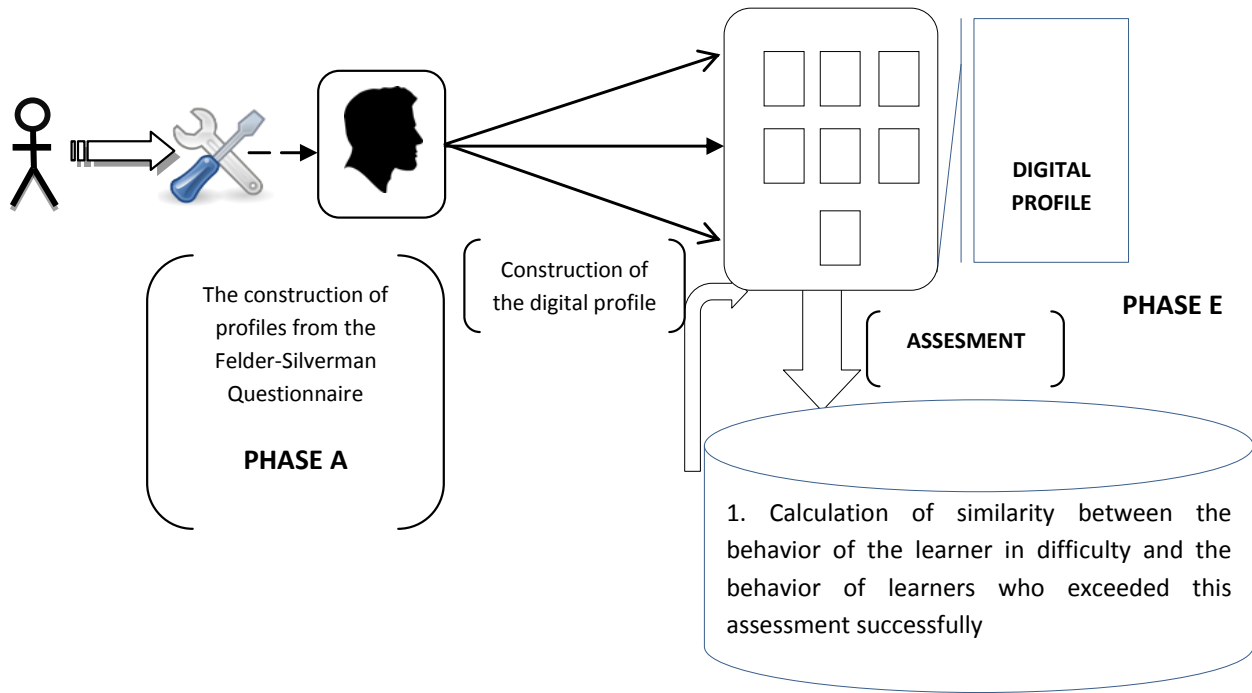 The construction of
profiles from the
Felder-Silverman
Questionnaire
PHASE A
Construction of
the digital profile
DIGITAL
PROFILE
PHASE E
ASSESMENT
1. Calculation of similarity between the
behavior of the learner in difficulty and the
behavior of learners who exceeded this
assessment successfully